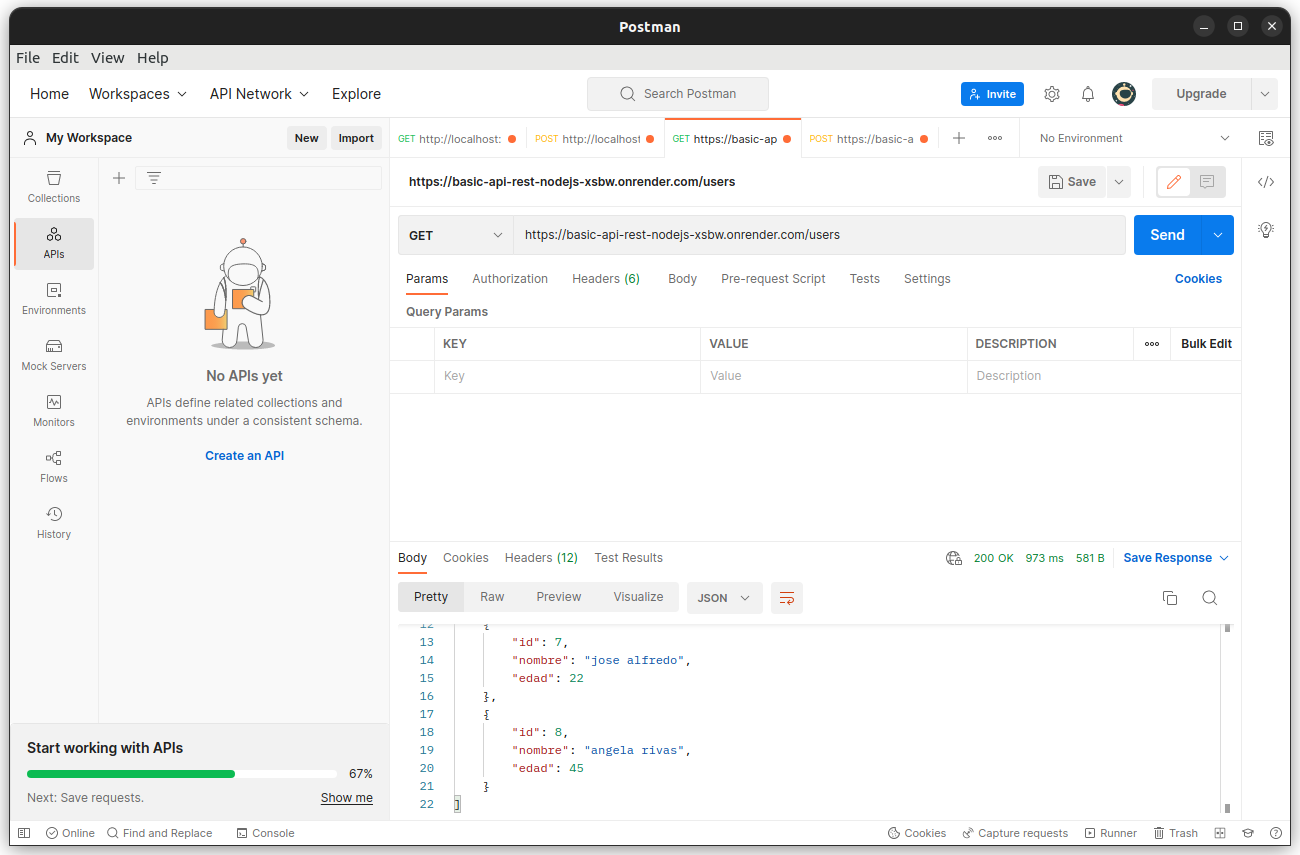 Postman
File Edit View Help
Home Workspaces API Network Explore Search Postman Invite Upgrade
My Workspace New Import GET http://localhost: POST http://localhost GET https://basic-ap POST https://basic-a No Environment
Collections
APIs
Environments
Mock Servers
Monitors
Flows
History
No APIs yet
APIs define related collections and
environments under a consistent schema.
Create an API
Start working with APIs
67%
Next: Save requests. Show me
https://basic-api-rest-nodejs-xsbw.onrender.com/users Save
GET https://basic-api-rest-nodejs-xsbw.onrender.com/users Send
Params Authorization Headers (6) Body Pre-request Script Tests Settings Cookies
Query Params
KEY VALUE DESCRIPTION Bulk Edit
Key Value Description
Body Cookies Headers (12) Test Results 200 OK 973 ms 581 B Save Response
Pretty Raw Preview Visualize JSON
12 {
13 "id": 7,
14 "nombre": "jose alfredo",
15 "edad": 22
16 },
17 {
18 "id": 8,
19 "nombre": "angela rivas",
20 "edad": 45
21 }
22 ]
Online Find and Replace Console Cookies Capture requests Runner Trash